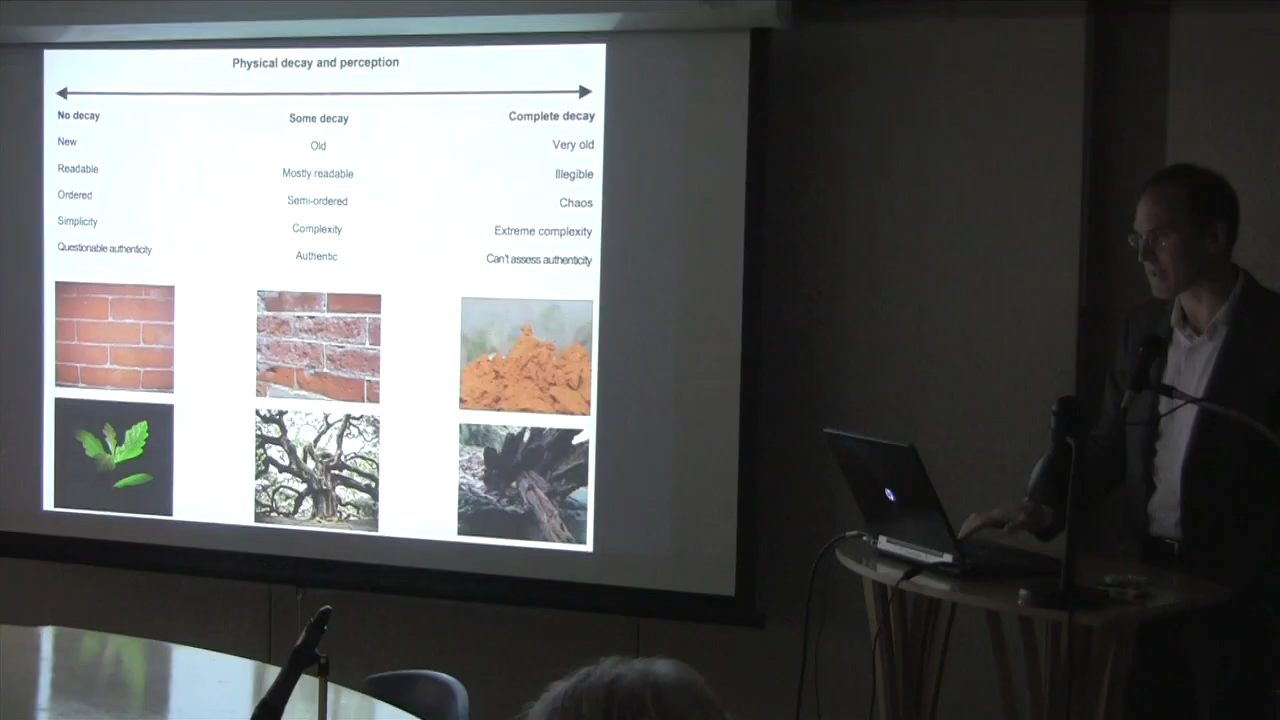 Physical decay and perception
No decay
New
Readable
Ordered
Simplicity
Questionable authenticity
Some decay
Old
Mostly readable
Semi-ordered
Complexity
Authentic
Complete decay
Very old
Illegible
Chaos
Extreme complexity
Can't assess authenticity